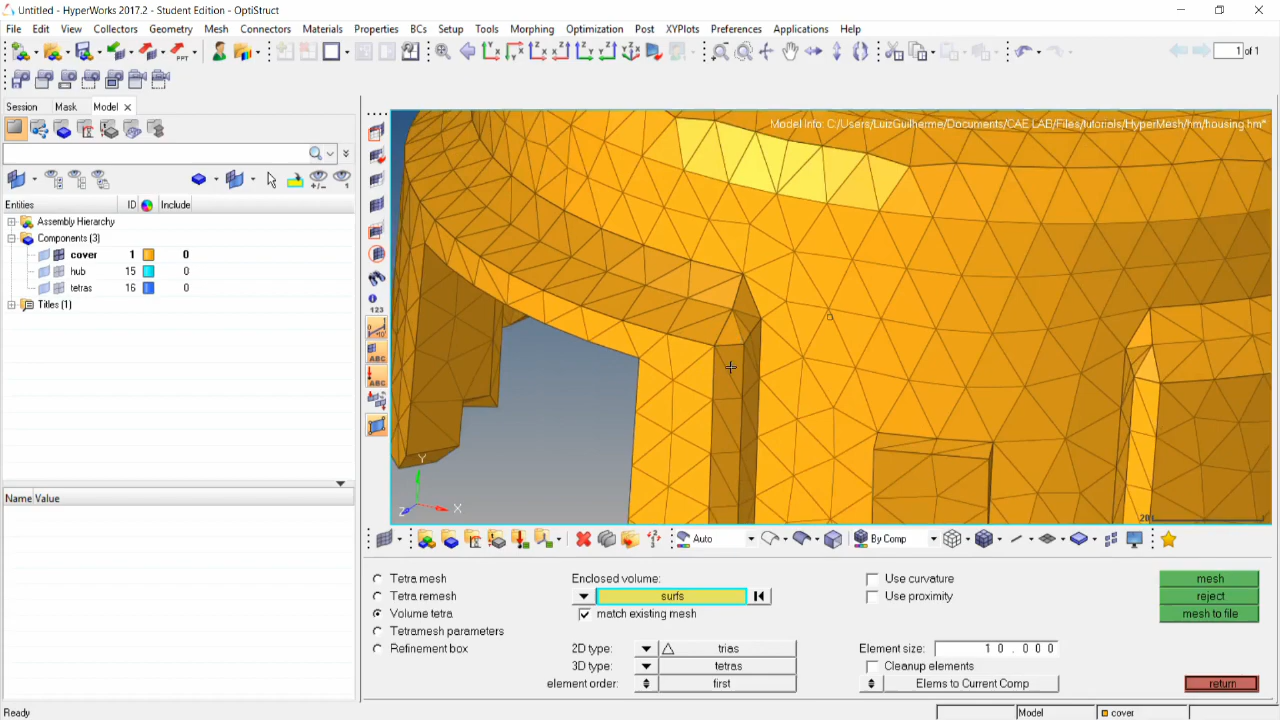 Untitled - HyperWorks 2017.2 - Student Edition - OptiStruct
File Edit View Collectors Geometry Mesh Connectors Materials Properties BCs Setup Tools Morphing Optimization Post XYPlots Preferences Applications Help
1 of 1
Session Mask Model
Model Info: C:/Users/LuizGuilherme/Documents/CAE LAB/Files/tutorials/HyperMesh/hm/housing.hm*
Entities ID Include
Assembly Hierarchy
Components (3)
cover 1 0
hub 15 0
tetras 16 0
Titles (1)
123
ABC
ABC
Name Value
Y
X
Z
Auto By Comp
Tetra mesh Enclosed volume: Use curvature mesh
Tetra remesh surfs Use proximity reject
Volume tetra match existing mesh mesh to file
Tetramesh parameters
Refinement box 2D type: trias Element size: 10.000
3D type: tetras Cleanup elements
element order: first Elems to Current Comp return
Ready Model cover